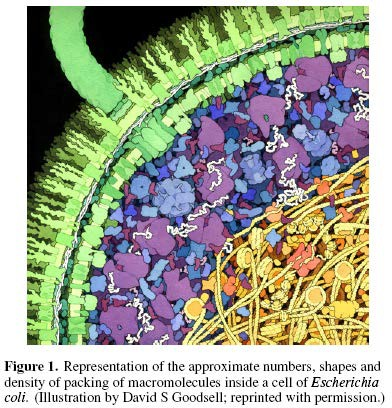 Figure 1. Representation of the approximate numbers, shapes and
density of packing of macromolecules inside a cell of Escherichia
coli. (Illustration by David S Goodsell; reprinted with permission.)